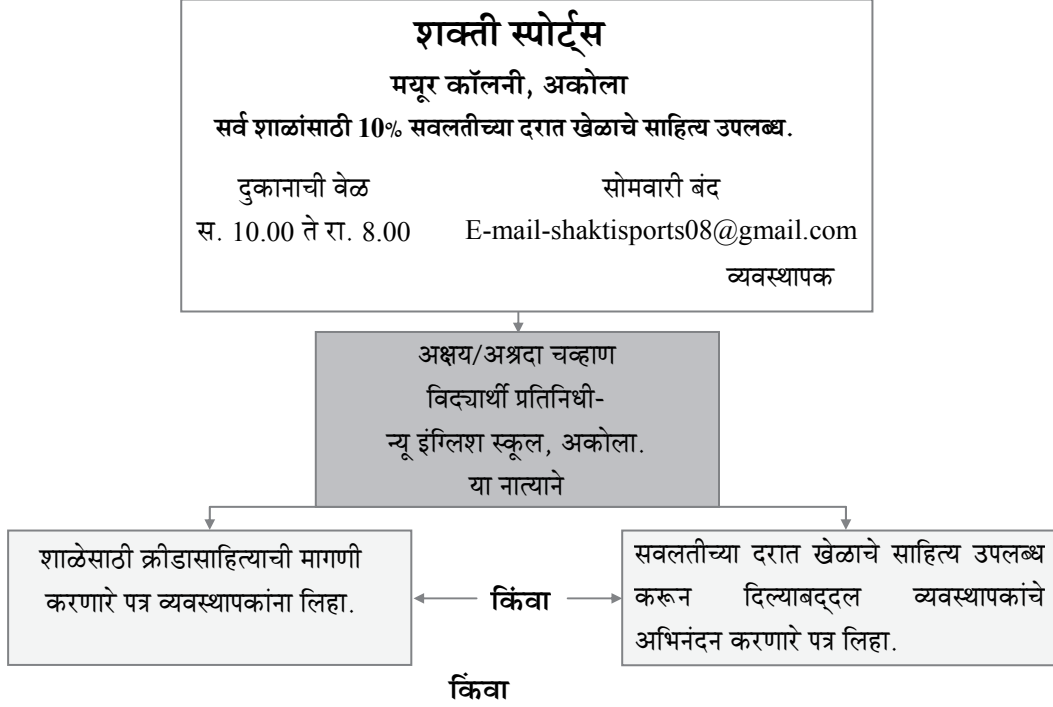 शक्ती स्पोर्ट्‌स
मयूर कॉलनी, अकोला
सर्व शाळांसाठी 10% सवलतीच्या दरात खेळाचे साहित्य उपलब्ध.
दुकानाची वेळ
स. 10.00 ते रा. 8.00
सोमवारी बंद
E-mail-shaktisports08@gmail.com
व्यवस्थापक
अक्षय/अश्रदा चव्हाण
विद्यार्थी प्रतिनिधी-
न्यू इंग्लिश स्कूल, अकोला.
या नात्याने
शाळेसाठी क्रीडासाहित्याची मागणी
करणारे पत्र व्यवस्थापकांना लिहा.
किंवा
सवलतीच्या दरात खेळाचे साहित्य उपलब्ध
करून दिल्याबद्‌दल व्यवस्थापकांचे
अभिनंदन करणारे पत्र लिहा.
किंवा